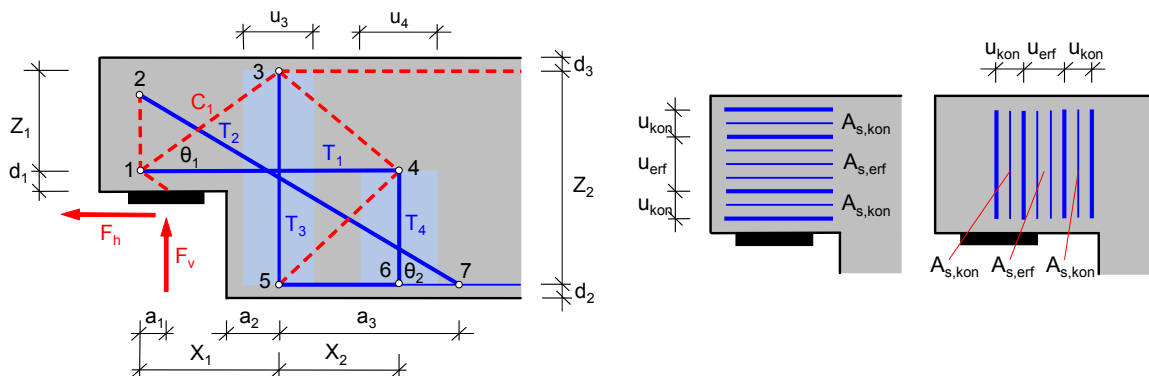 u3
u4
Z1
d1
2
1
3
C1
T2
θ1
T1
4
T3
T4
5
6
θ2
7
Fh
Fv
a1
a2
a3
X1
X2
d3
Z2
d2
ukon
uerf
ukon
As,kon
As,erf
As,kon
ukon
uerf
ukon
As,kon
As,erf
As,kon